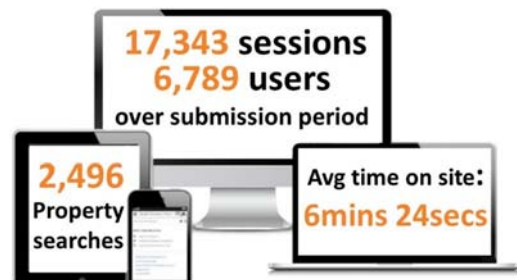 17,343 sessions
6,789 users
over submission period
2,496
Property
searches
Avg time on site:
6mins 24secs